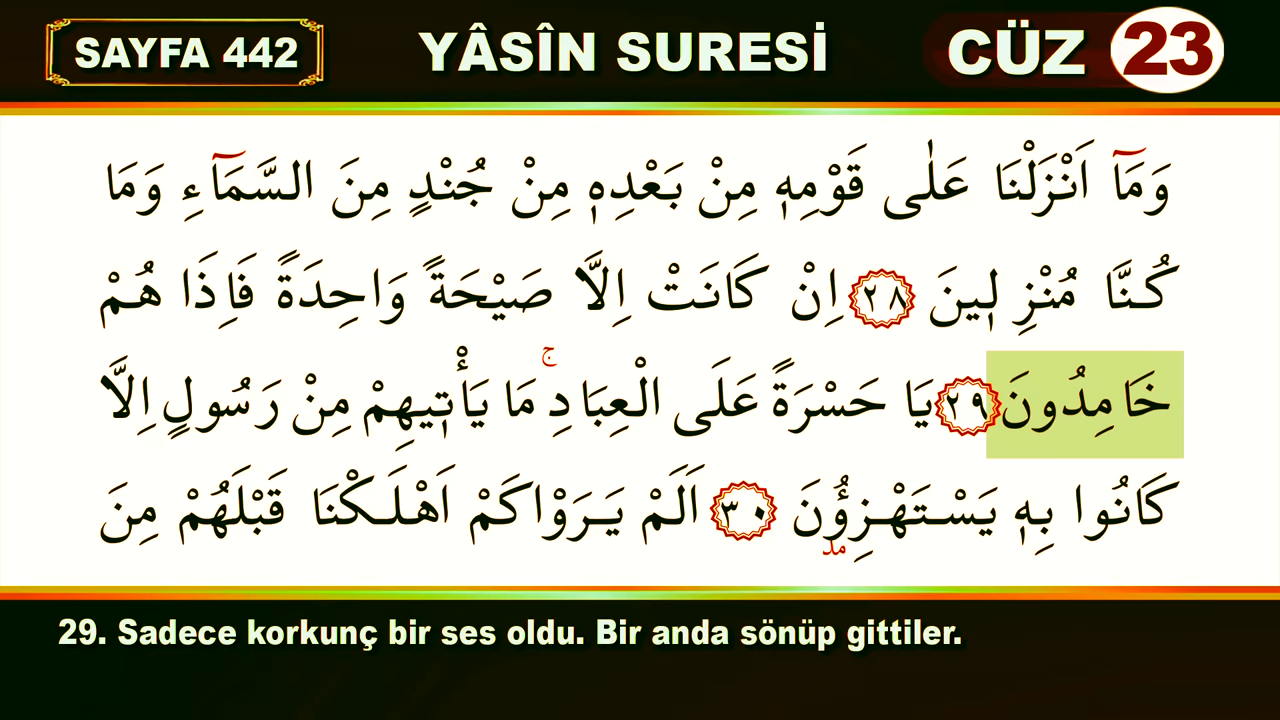 SAYFA 442
YÂSÎN SURESİ
CÜZ 23
وَمَٓا اَنْزَلْنَا عَلٰى قَوْمِهٖ مِنْ بَعْدِهٖ مِنْ جُنْدٍ مِنَ السَّمَٓاءِ وَمَا
كُنَّا مُنْزِلٖينَ ٢٨ اِنْ كَانَتْ اِلَّا صَيْحَةً وَاحِدَةً فَاِذَا هُمْ
خَامِدُونَ ٢٩ يَا حَسْرَةً عَلَى الْعِبَادِۚ مَا يَأْتٖيهِمْ مِنْ رَسُولٍ اِلَّا
كَانُوا بِهٖ يَسْتَهْزِؤُنَ مد ٣٠ اَلَمْ يَرَوْا كَمْ اَهْلَكْنَا قَبْلَهُمْ مِنَ
29. Sadece korkunç bir ses oldu. Bir anda sönüp gittiler.